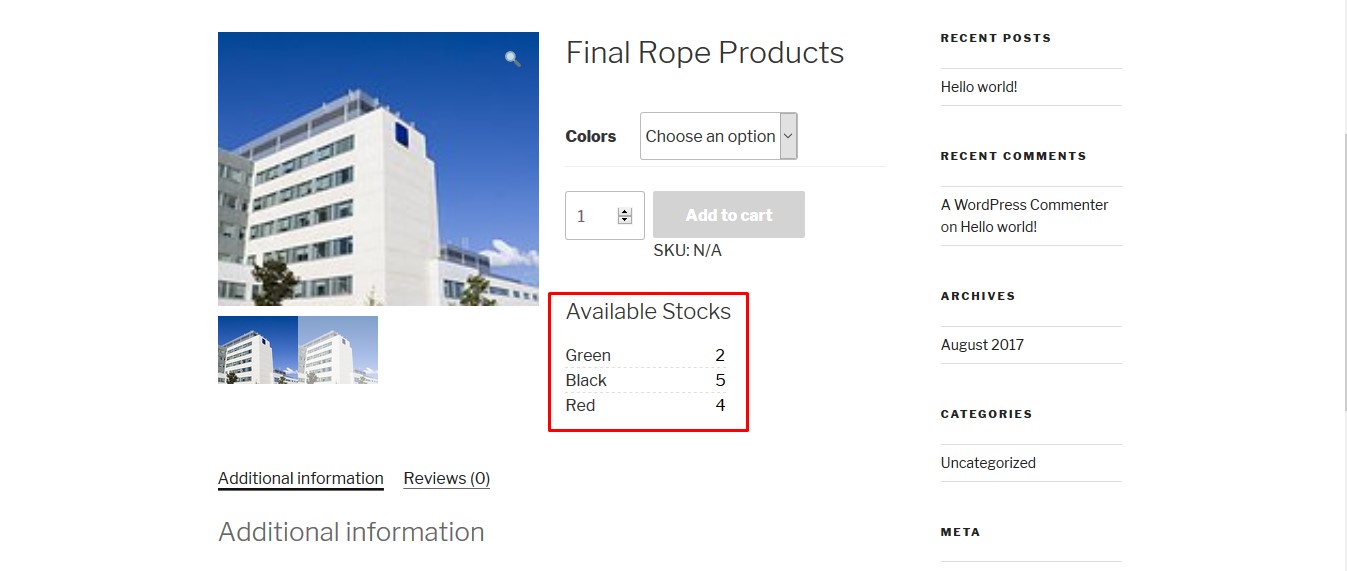 Final Rope Products
Colors
Choose an option
1
Add to cart
SKU: N/A
Available Stocks
Green 2
Black 5
Red 4
Additional information
Reviews (0)
Additional information
RECENT POSTS
Hello world!
RECENT COMMENTS
A WordPress Commenter
on Hello world!
ARCHIVES
August 2017
CATEGORIES
Uncategorized
META